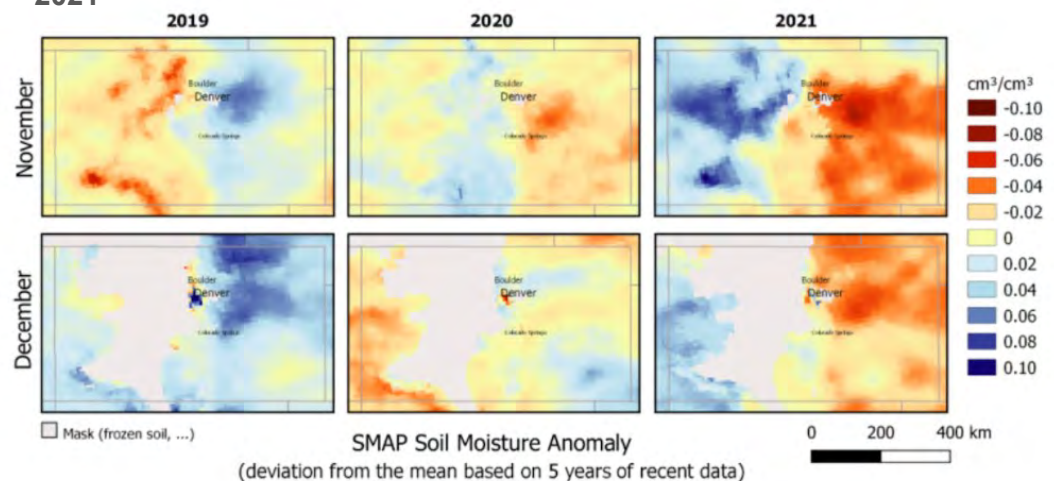 2021
2019 2020 2021
November
Boulder
Denver
Colorado Springs
Boulder
Denver
Colorado Springs
Boulder
Denver
Colorado Springs
December
Boulder
Denver
Colorado Springs
Boulder
Denver
Colorado Springs
Boulder
Denver
Colorado Springs
cm³/cm³
-0.10
-0.08
-0.06
-0.04
-0.02
0
0.02
0.04
0.06
0.08
0.10
Mask (frozen soil, ...)
SMAP Soil Moisture Anomaly
(deviation from the mean based on 5 years of recent data)
0 200 400 km